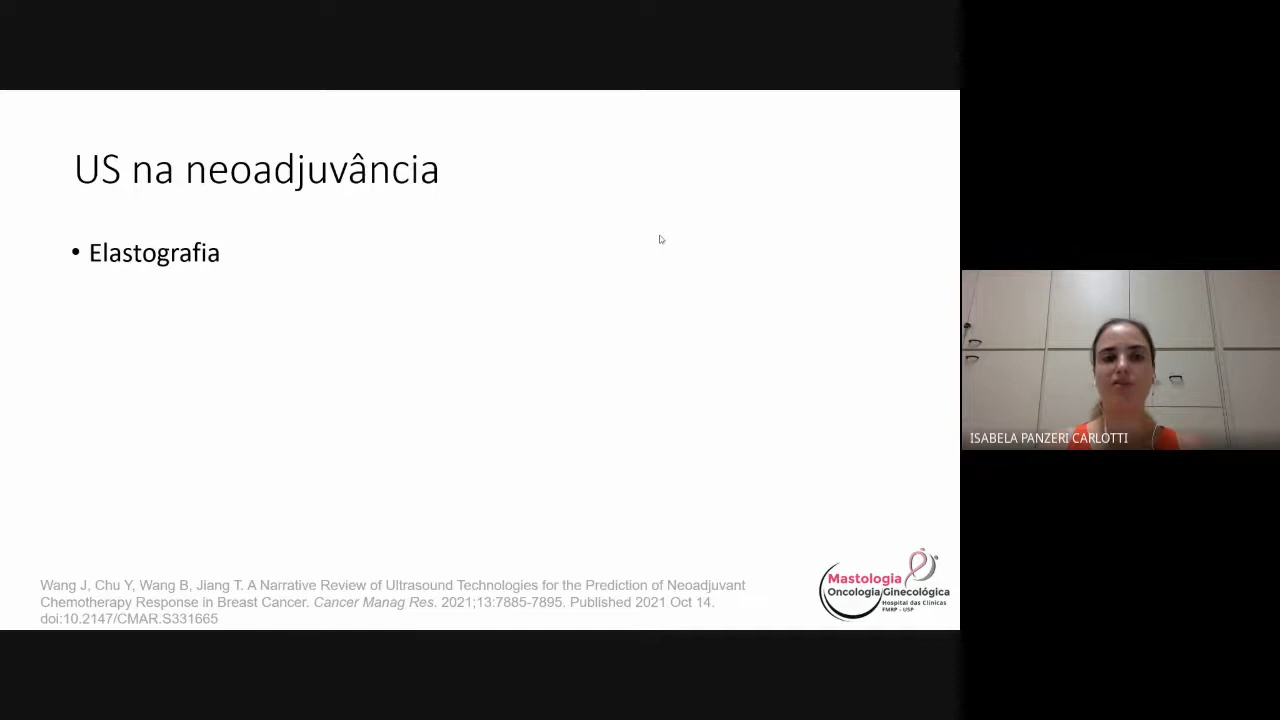 US na neoadjuvância
• Elastografia
Wang J, Chu Y, Wang B, Jiang T. A Narrative Review of Ultrasound Technologies for the Prediction of Neoadjuvant
Chemotherapy Response in Breast Cancer. Cancer Manag Res. 2021;13:7885-7895. Published 2021 Oct 14.
doi:10.2147/CMAR.S331665
Mastologia
Oncologia Ginecológica
Hospital das Clínicas
FMRP - USP
ISABELA PANZERI CARLOTTI